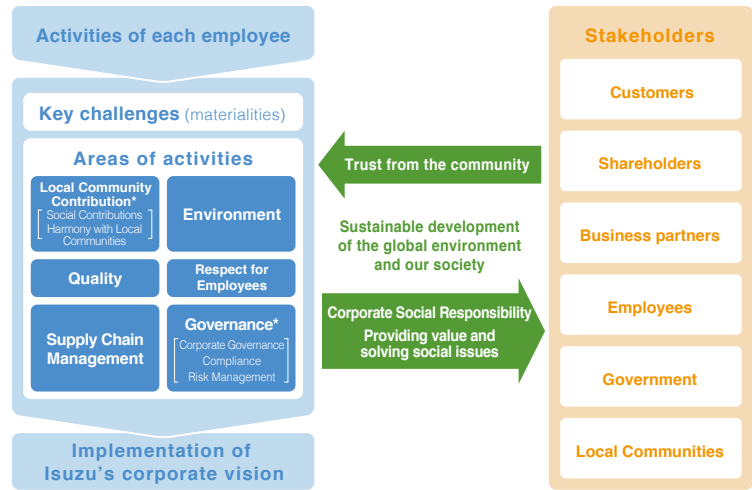 Activities of each employee
Key challenges (materialities)
Areas of activities
Local Community
Contribution*
Social Contributions
Harmony with Local
Communities
Environment
Quality
Respect for
Employees
Supply Chain
Management
Governance*
Corporate Governance
Compliance
Risk Management
Implementation of
Isuzu's corporate vision
Trust from the community
Sustainable development
of the global environment
and our society
Corporate Social Responsibility
Providing value and
solving social issues
Stakeholders
Customers
Shareholders
Business partners
Employees
Government
Local Communities